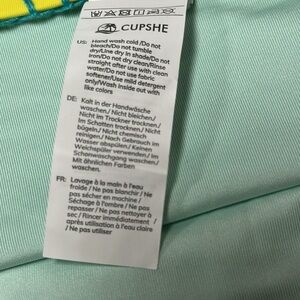 CUPSHE
US: Hand wash cold/Do not
bleach/Do not tumble
dry/Line dry in shade/Do not
iron/Do not dry clean/Rinse
straight after use with clean
water/Do not use fabric
softener/Use mild detergent
only/Wash inside out with
like colors
DE: Kalt in der Handwäsche
waschen./ Nicht bleichen./
Nicht im Trockner trocknen./
Im Schatten trocknen/ Nicht
bügeln./ Nicht chemisch
reinigen./ Nach Gebrauch mit
Wasser abspülen/ Keinen
Weichspüler verwenden/ Im
Schonwaschgang waschen/
Mit ähnlichen Farben
waschen.
FR: Lavage à la main à l'eau
froide / Ne pas blanchir /
Ne pas sécher en machine /
Séchage à l'ombre / Ne pas
repasser / Ne pas nettoyer à
sec / Rincer immédiatement
après utilisation à l'eau claire
/ Ne pas utiliser